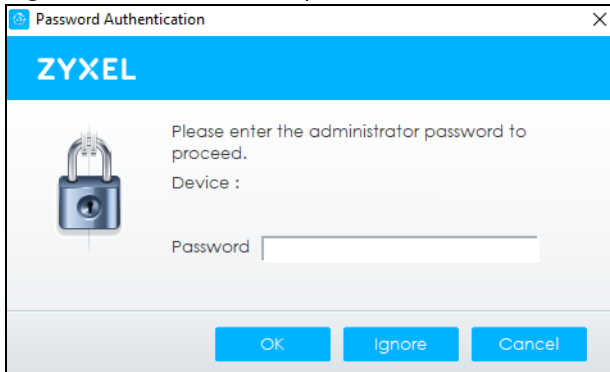 Password Authentication
ZYXEL
Please enter the administrator password to
proceed.
Device :
Password
OK Ignore Cancel